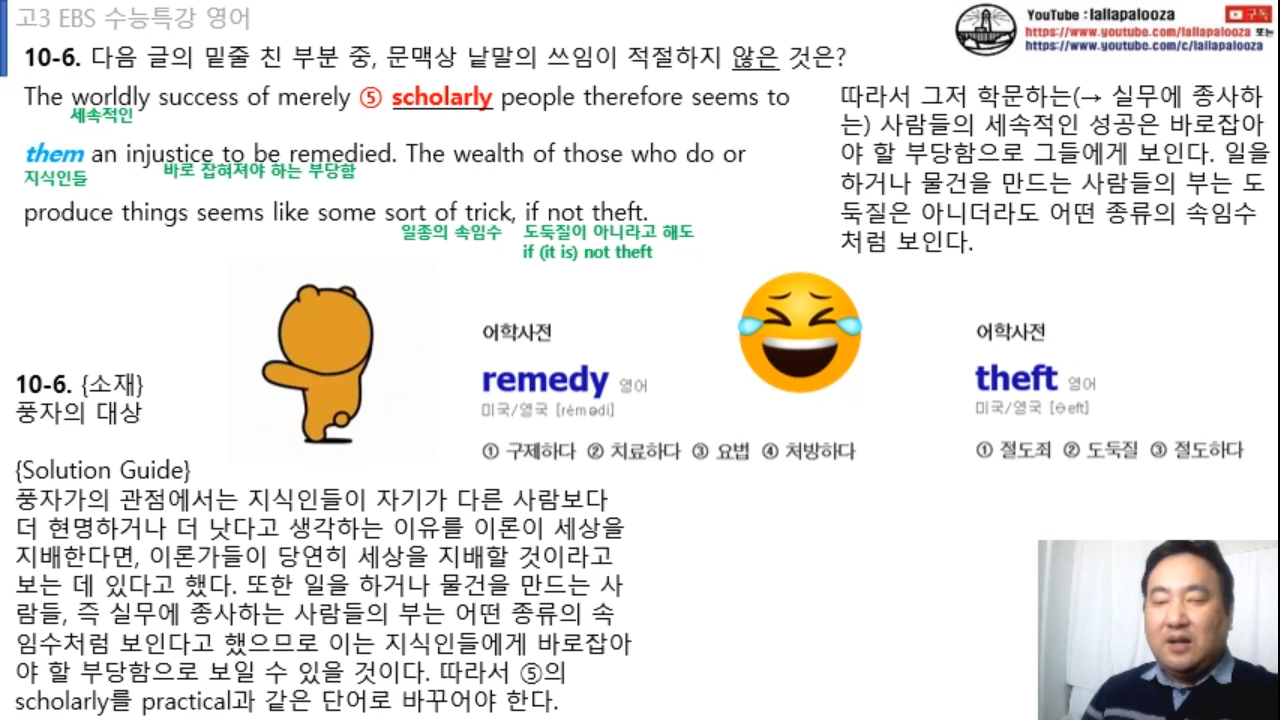 고3 EBS 수능특강 영어
YouTube : lallapalooza
구독
https://www.youtube.com/lallapalooza 또는
https://www.youtube.com/c/lallapalooza
10-6. 다음 글의 밑줄 친 부분 중, 문맥상 낱말의 쓰임이 적절하지 않은 것은?
The worldly success of merely ⑤ scholarly people therefore seems to
세속적인
them an injustice to be remedied. The wealth of those who do or
지식인들
바로 잡혀져야 하는 부당함
produce things seems like some sort of trick, if not theft.
일종의 속임수
도둑질이 아니라고 해도
if (it is) not theft
따라서 그저 학문하는(→ 실무에 종사하
는) 사람들의 세속적인 성공은 바로잡아
야 할 부당함으로 그들에게 보인다. 일을
하거나 물건을 만드는 사람들의 부는 도
둑질은 아니더라도 어떤 종류의 속임수
처럼 보인다.
어학사전
remedy 영어
미국/영국 [rémədi]
① 구제하다 ② 치료하다 ③ 요법 ④ 처방하다
어학사전
theft 영어
미국/영국 [θeft]
① 절도죄 ② 도둑질 ③ 절도하다
10-6. {소재}
풍자의 대상
{Solution Guide}
풍자가의 관점에서는 지식인들이 자기가 다른 사람보다
더 현명하거나 더 낫다고 생각하는 이유를 이론이 세상을
지배한다면, 이론가들이 당연히 세상을 지배할 것이라고
보는 데 있다고 했다. 또한 일을 하거나 물건을 만드는 사
람들, 즉 실무에 종사하는 사람들의 부는 어떤 종류의 속
임수처럼 보인다고 했으므로 이는 지식인들에게 바로잡아
야 할 부당함으로 보일 수 있을 것이다. 따라서 ⑤의
scholarly를 practical과 같은 단어로 바꾸어야 한다.